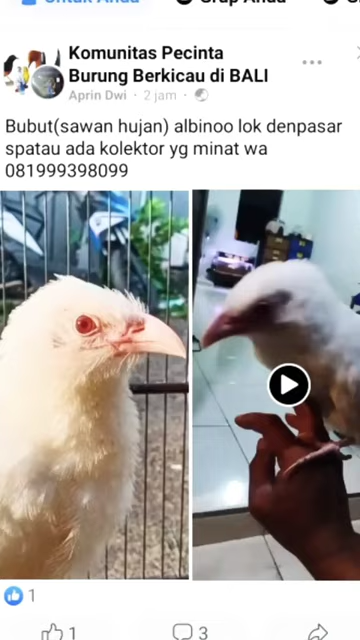 Untuk Anda
Grup Anda
Komunitas Pecinta
Burung Berkicau di BALI
Aprin Dwi · 2 jam ·
Bubut(sawan hujan) albinoo lok denpasar
spatau ada kolektor yg minat wa
081999398099
1
1
3